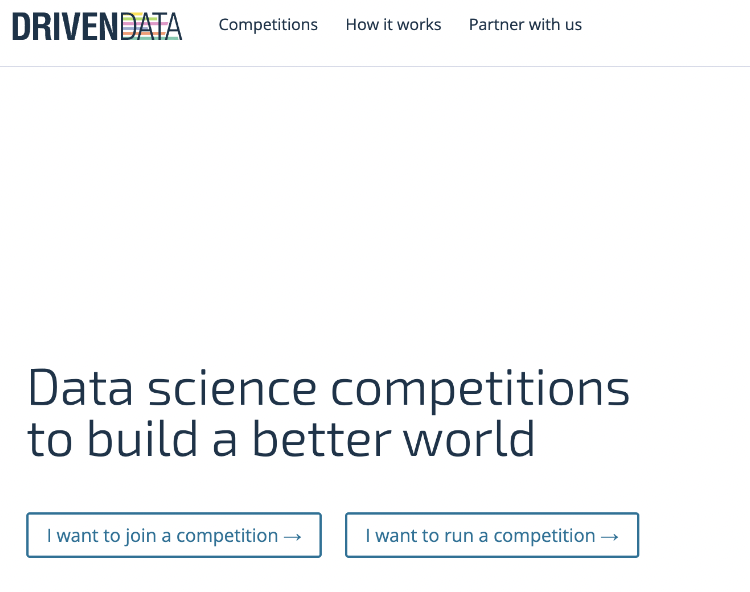 DRIVENDATA
Competitions How it works Partner with us
Data science competitions
to build a better world
I want to join a competition → I want to run a competition →